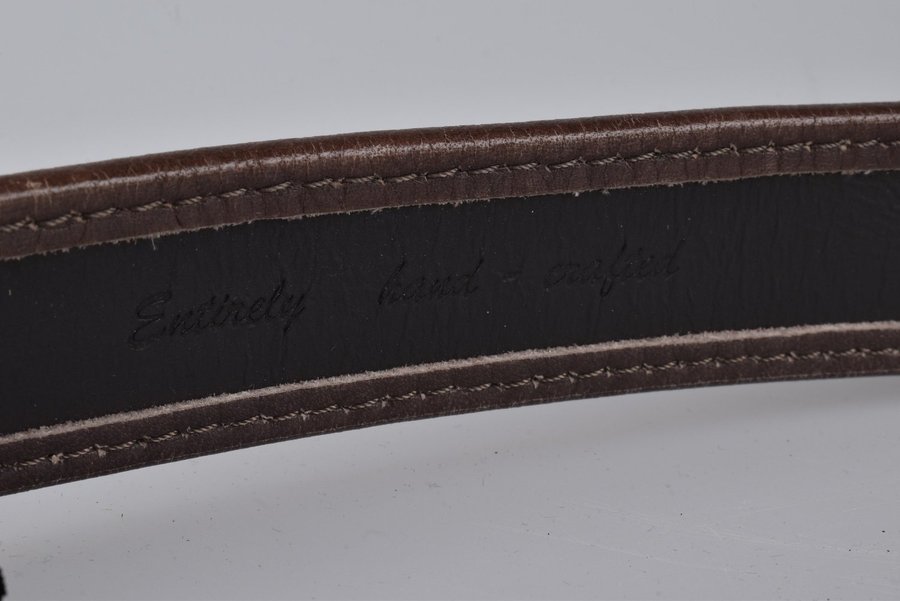 Entirely hand - crafted